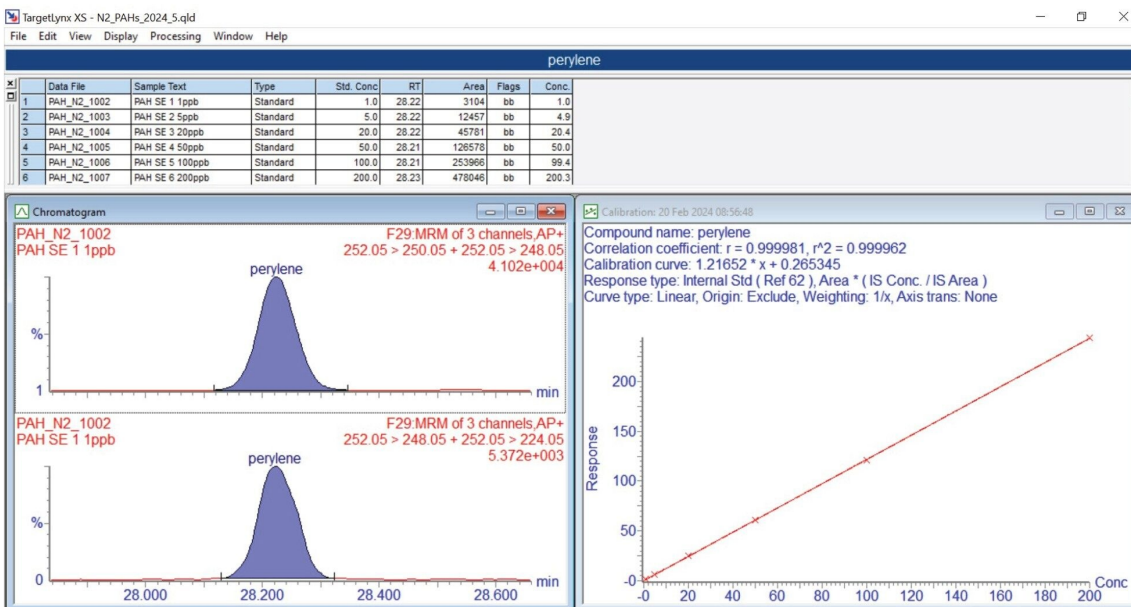 TargetLynx XS - N2_PAHs_2024_5.qld
File Edit View Display Processing Window Help
perylene
Data File Sample Text Type Std. Conc RT Area Flags Conc.
1 PAH_N2_1002 PAH SE 1 1ppb Standard 1.0 28.22 3104 bb 1.0
2 PAH_N2_1003 PAH SE 2 5ppb Standard 5.0 28.22 12457 bb 4.9
3 PAH_N2_1004 PAH SE 3 20ppb Standard 20.0 28.22 45781 bb 20.4
4 PAH_N2_1005 PAH SE 4 50ppb Standard 50.0 28.21 126578 bb 50.0
5 PAH_N2_1006 PAH SE 5 100ppb Standard 100.0 28.21 253966 bb 99.4
6 PAH_N2_1007 PAH SE 6 200ppb Standard 200.0 28.23 478046 bb 200.3
Chromatogram
PAH_N2_1002 F29:MRM of 3 channels,AP+
PAH SE 1 1ppb 252.05 > 250.05 + 252.05 > 248.05
4.102e+004
perylene
%
1
min
PAH_N2_1002 F29:MRM of 3 channels,AP+
PAH SE 1 1ppb 252.05 > 248.05 + 252.05 > 224.05
5.372e+003
perylene
%
0
min
28.000 28.200 28.400 28.600
Calibration: 20 Feb 2024 08:56:48
Compound name: perylene
Correlation coefficient: r = 0.999981, r^2 = 0.999962
Calibration curve: 1.21652 * x + 0.265345
Response type: Internal Std ( Ref 62 ), Area * ( IS Conc. / IS Area )
Curve type: Linear, Origin: Exclude, Weighting: 1/x, Axis trans: None
200
150
Response
100
50
-0
Conc
-0 20 40 60 80 100 120 140 160 180 200